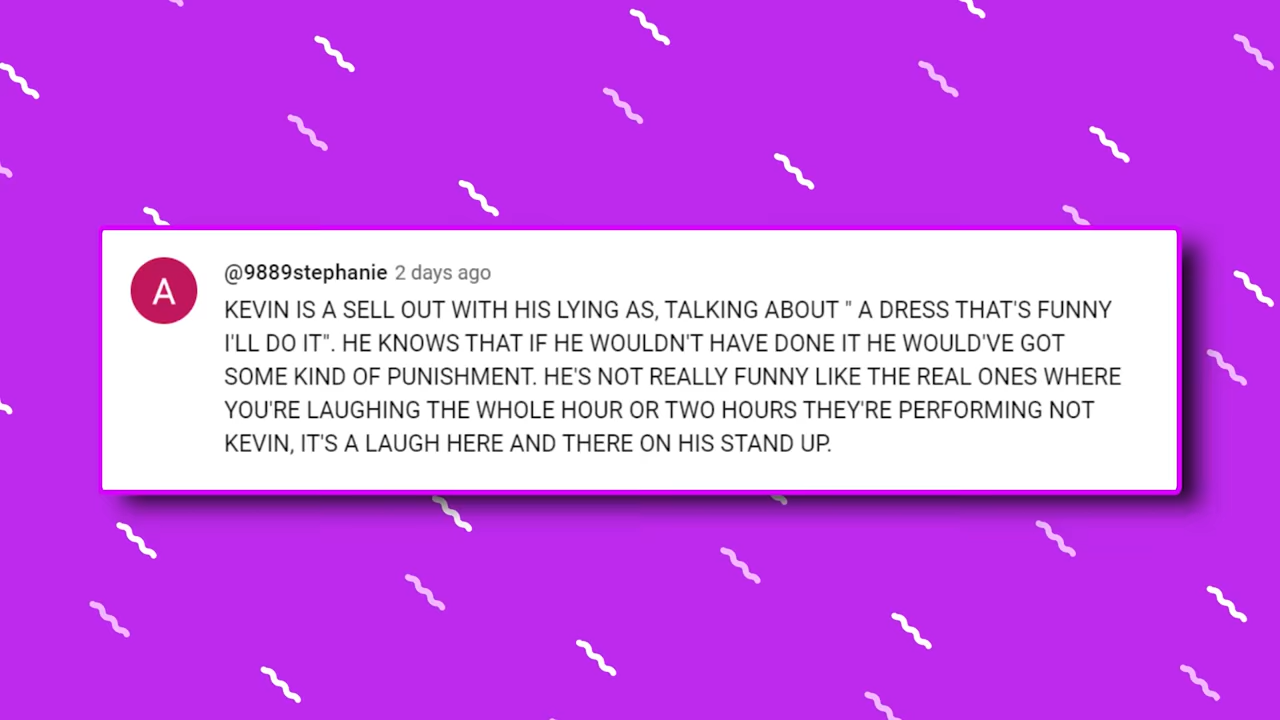 A
@9889stephanie 2 days ago
KEVIN IS A SELL OUT WITH HIS LYING AS, TALKING ABOUT " A DRESS THAT'S FUNNY
I'LL DO IT". HE KNOWS THAT IF HE WOULDN'T HAVE DONE IT HE WOULD'VE GOT
SOME KIND OF PUNISHMENT. HE'S NOT REALLY FUNNY LIKE THE REAL ONES WHERE
YOU'RE LAUGHING THE WHOLE HOUR OR TWO HOURS THEY'RE PERFORMING NOT
KEVIN, IT'S A LAUGH HERE AND THERE ON HIS STAND UP.